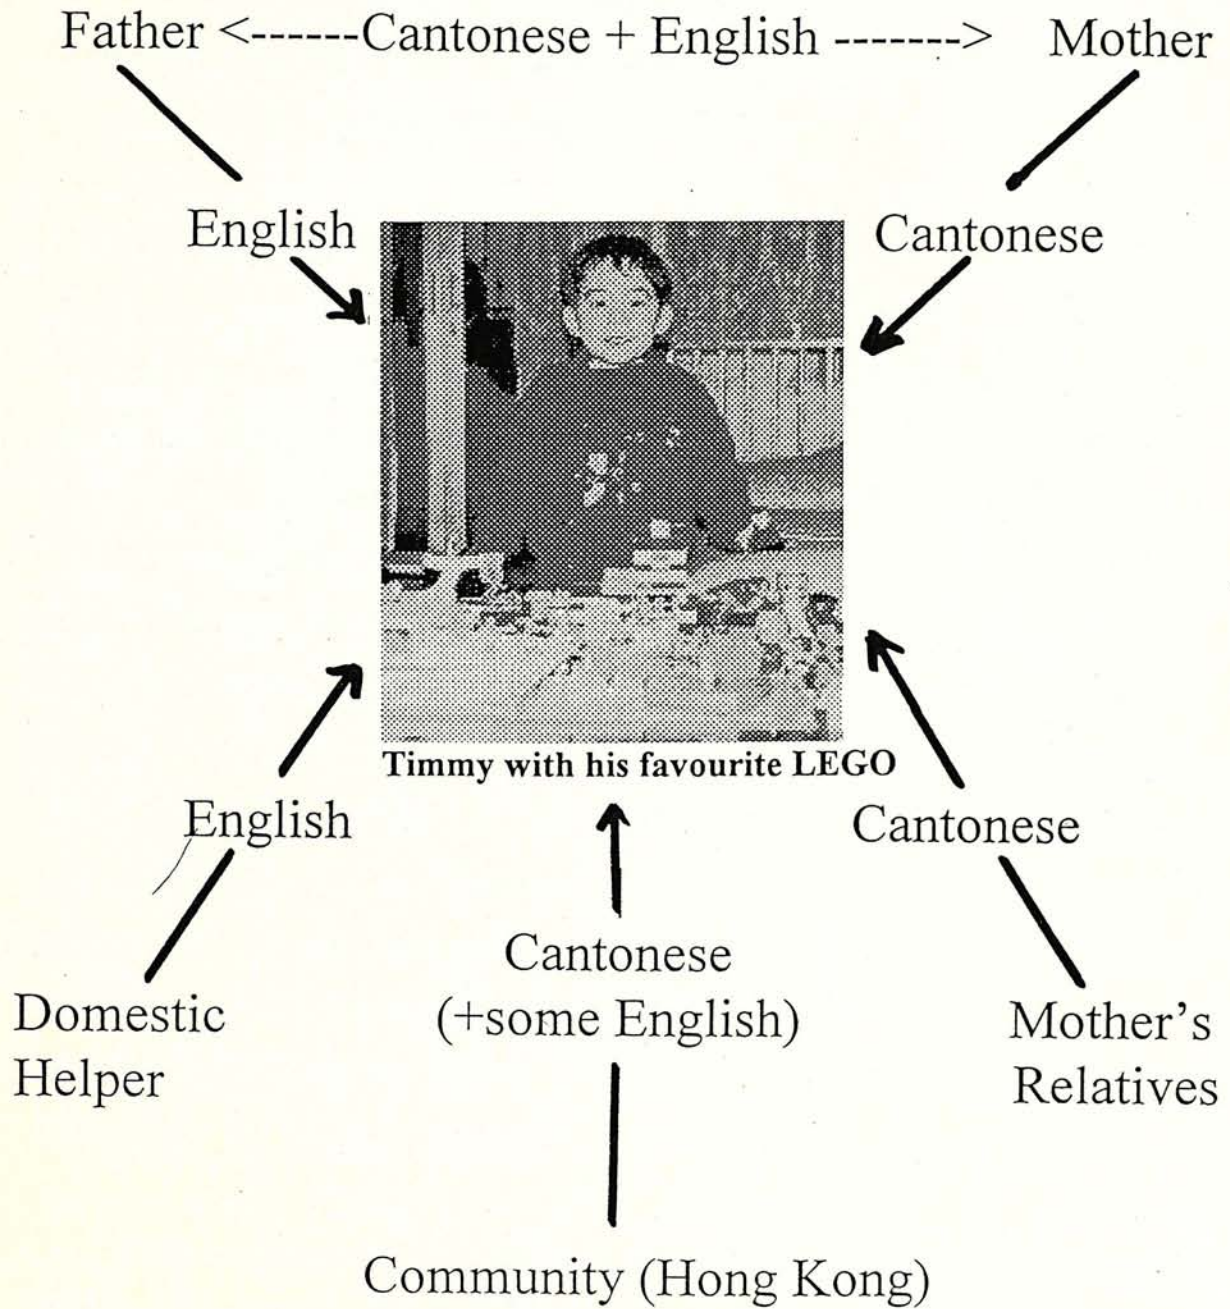 Father <------Cantonese + English -------> Mother
English
Cantonese
Timmy with his favourite LEGO
English
Cantonese
Cantonese
(+some English)
Domestic
Helper
Mother's
Relatives
Community (Hong Kong)